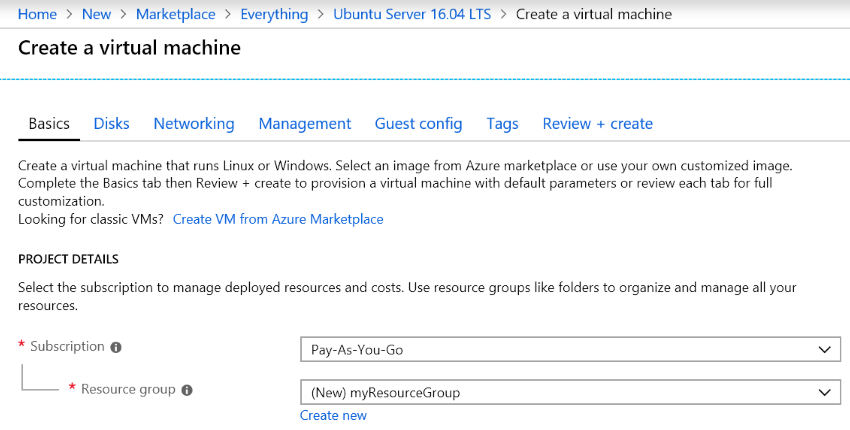 Home > New > Marketplace > Everything > Ubuntu Server 16.04 LTS > Create a virtual machine
Create a virtual machine
Basics Disks Networking Management Guest config Tags Review + create
Create a virtual machine that runs Linux or Windows. Select an image from Azure marketplace or use your own customized image.
Complete the Basics tab then Review + create to provision a virtual machine with default parameters or review each tab for full
customization.
Looking for classic VMs? Create VM from Azure Marketplace
PROJECT DETAILS
Select the subscription to manage deployed resources and costs. Use resource groups like folders to organize and manage all your
resources.
* Subscription Pay-As-You-Go
* Resource group (New) myResourceGroup
Create new